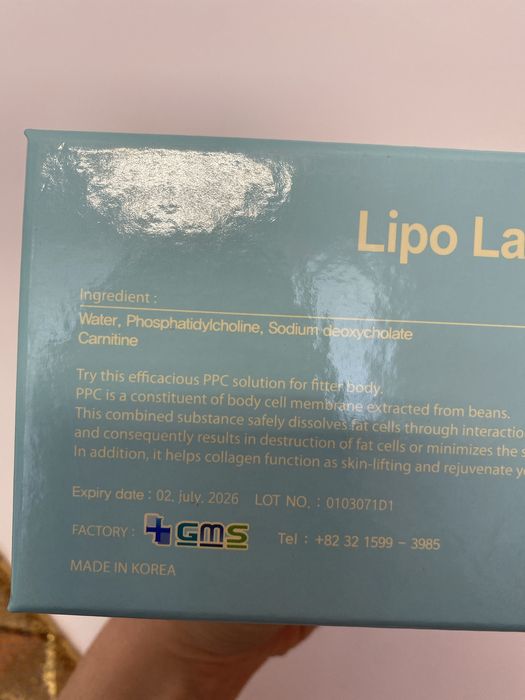 Lipo La
Ingredient :
Water, Phosphatidylcholine, Sodium deoxycholate
Carnitine
Try this efficacious PPC solution for fitter body.
PPC is a constituent of body cell membrane extracted from beans.
This combined substance safely dissolves fat cells through interactio
and consequently results in destruction of fat cells or minimizes the s
In addition, it helps collagen function as skin-lifting and rejuvenate y
Expiry date : 02. july, 2026 LOT NO. : 0103071D1
FACTORY : GMS Tel : +82 32 1599 - 3985
MADE IN KOREA